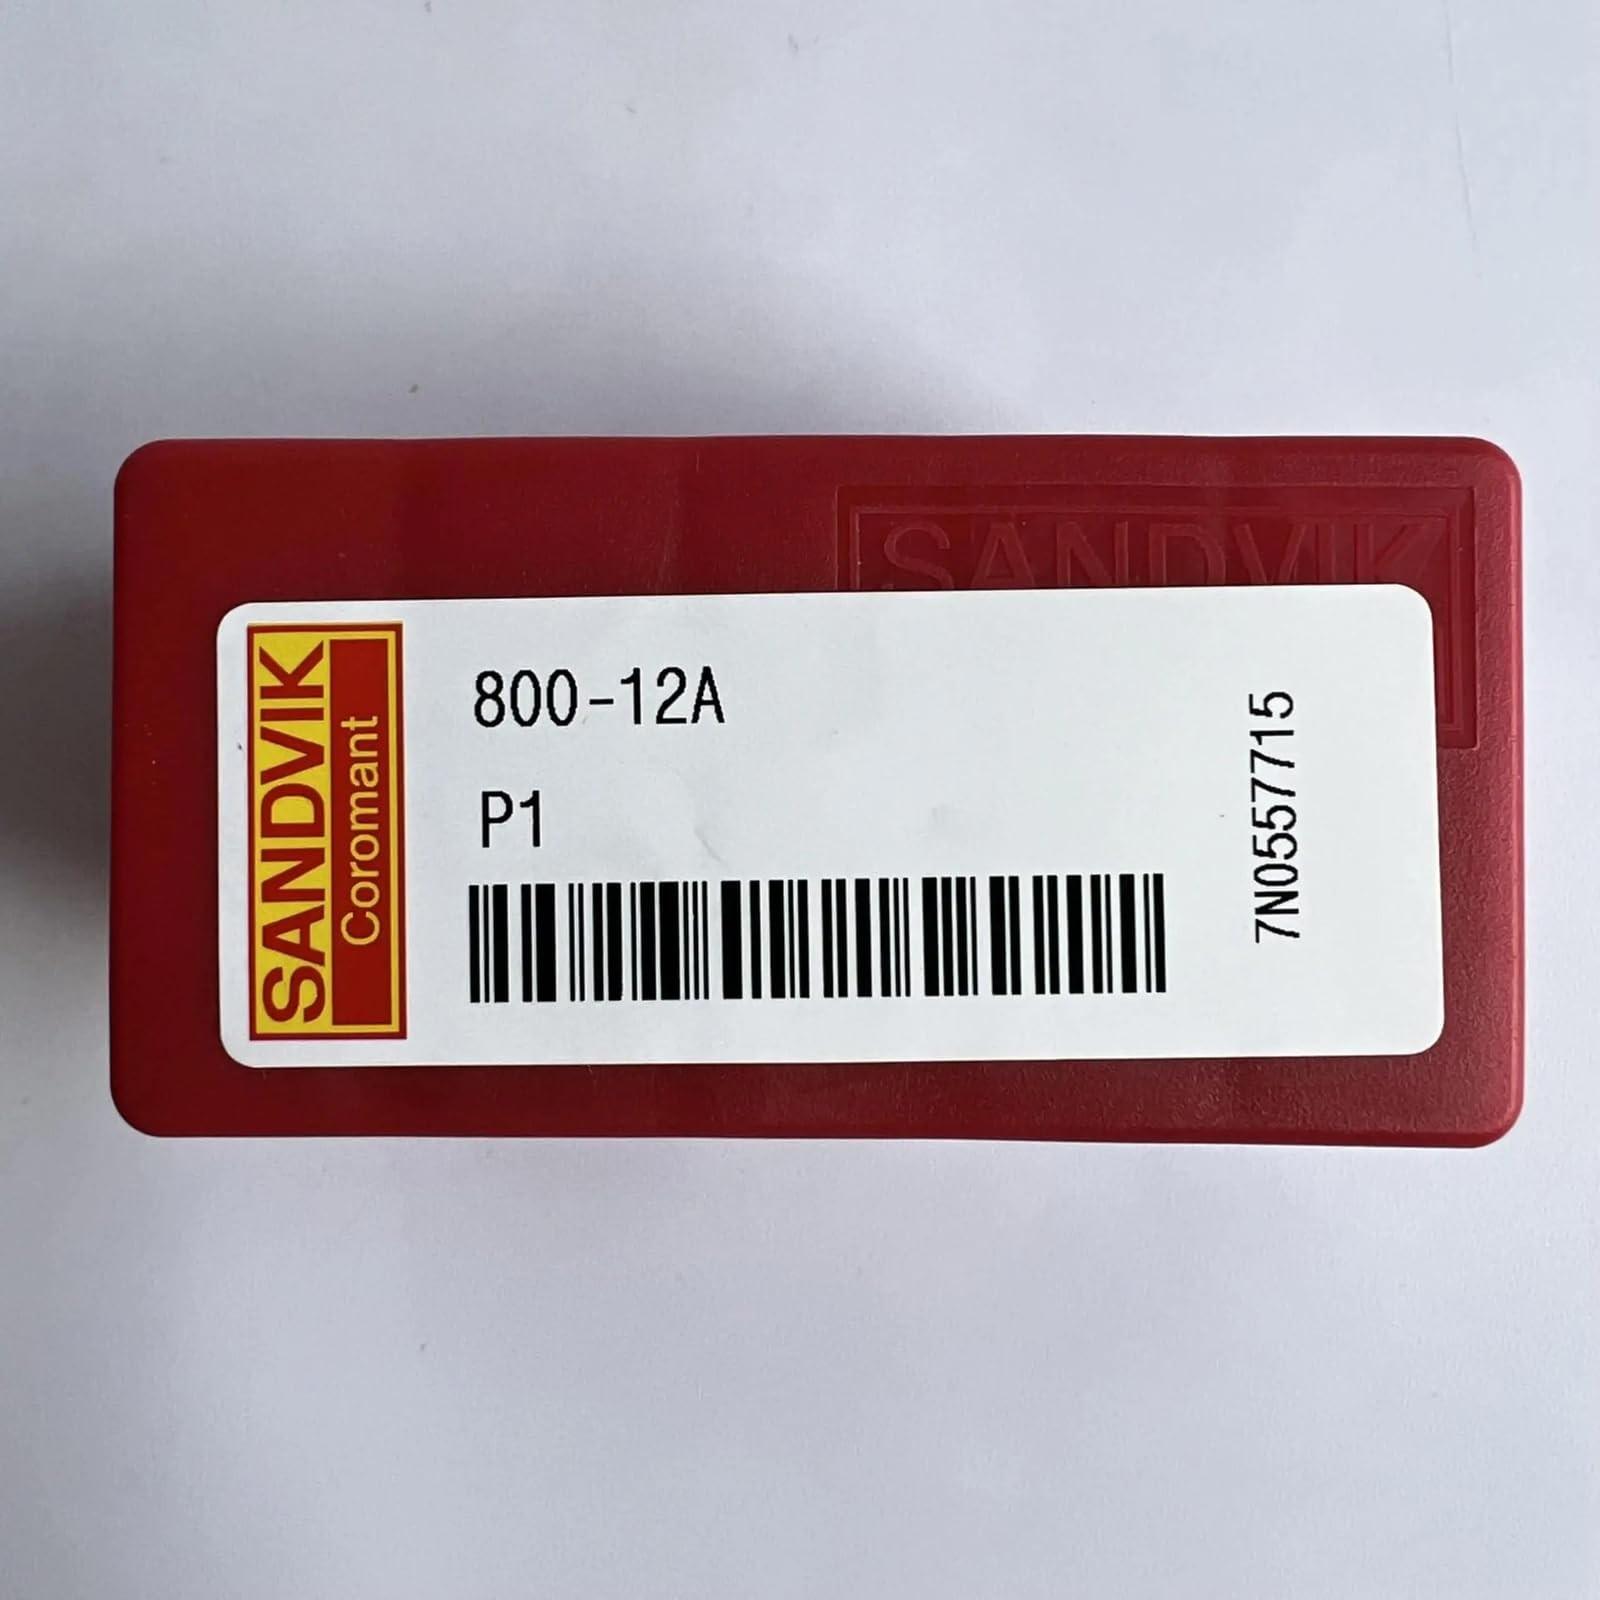 SANDVIK
SANDVIK
Coromant
800-12A
P1
7N0557715